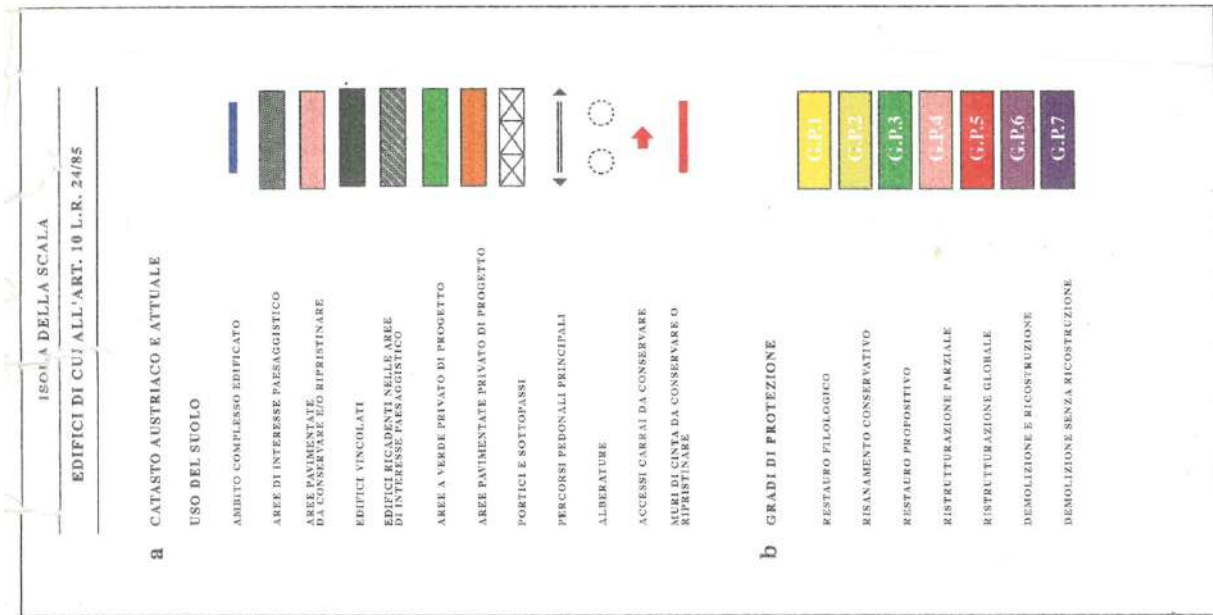 ISOLA DELLA SCALA
EDIFICI DI CUI ALL'ART. 10 L.R. 24/85
a CATASTO AUSTRIACO E ATTUALE
USO DEL SUOLO
AMBITO COMPLESSO EDIFICATO
AREE DI INTERESSE PAESAGGISTICO
AREE PAVIMENTATE
DA CONSERVARE E/O RIPRISTINARE
EDIFICI VINCOLATI
EDIFICI RICADENTI NELLE AREE
DI INTERESSE PAESAGGISTICO
AREE A VERDE PRIVATO DI PROGETTO
AREE PAVIMENTATE PRIVATO DI PROGETTO
PORTICI E SOTTOPASSI
PERCORSI PEDONALI PRINCIPALI
ALBERATURE
ACCESSI CARRAI DA CONSERVARE
MURI DI CINTA DA CONSERVARE O
RIPRISTINARE
b GRADI DI PROTEZIONE
RESTAURO FILOLOGICO G.P.1
RISANAMENTO CONSERVATIVO G.P.2
RESTAURO PROPOSITIVO G.P.3
RISTRUTTURAZIONE PARZIALE G.P.4
RISTRUTTURAZIONE GLOBALE G.P.5
DEMOLIZIONE E RICOSTRUZIONE G.P.6
DEMOLIZIONE SENZA RICOSTRUZIONE G.P.7